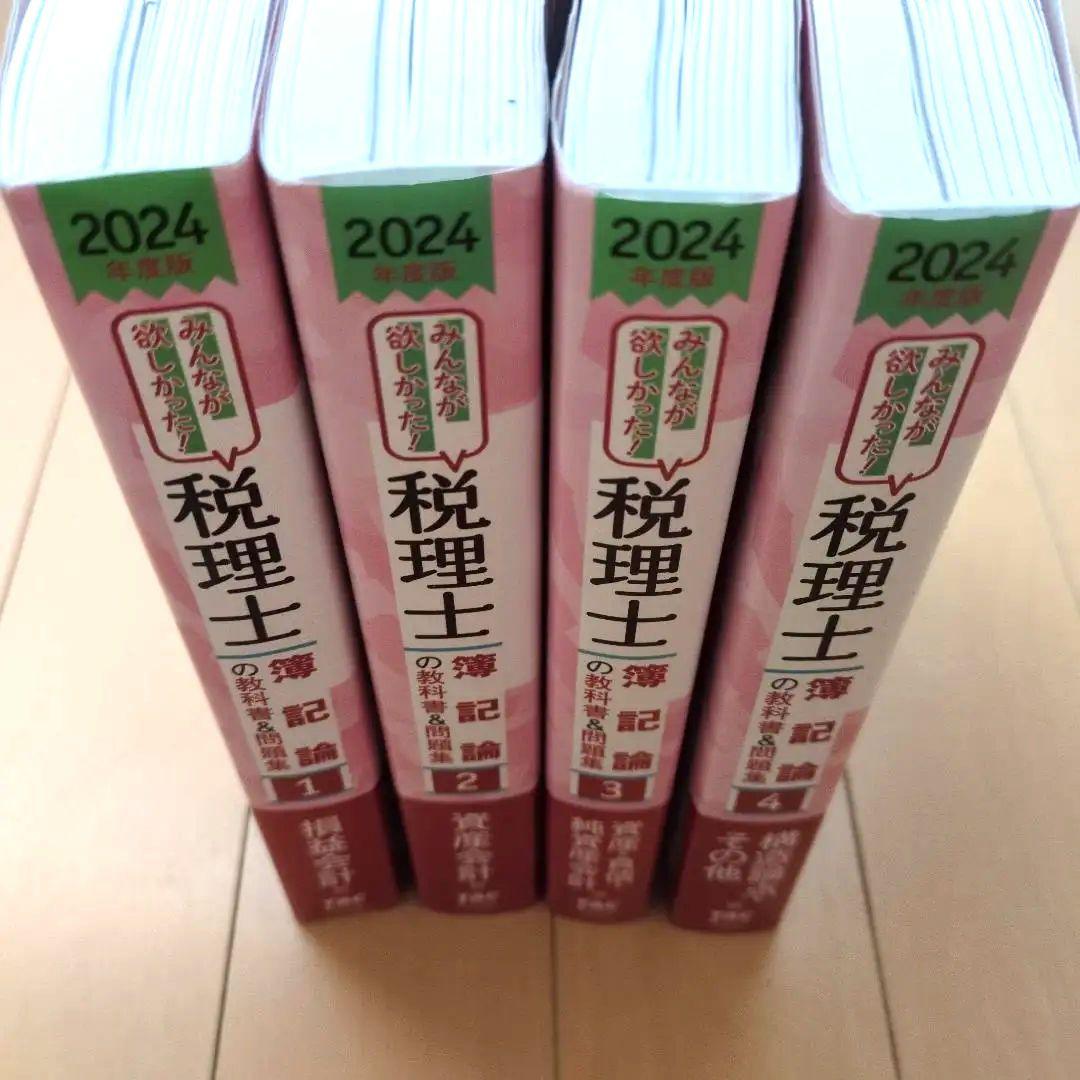 2024
年度版
みんなが
欲しかった!
税理士
簿記論
の教科書&問題集
1
損益会計
TAC
2024
年度版
みんなが
欲しかった!
税理士
簿記論
の教科書&問題集
2
資産会計
TAC
2024
年度版
みんなが
欲しかった!
税理士
簿記論
の教科書&問題集
3
資産・負債・
純資産会計
TAC
2024
年度版
みんなが
欲しかった!
税理士
簿記論
の教科書&問題集
4
構造論点・
その他
TAC